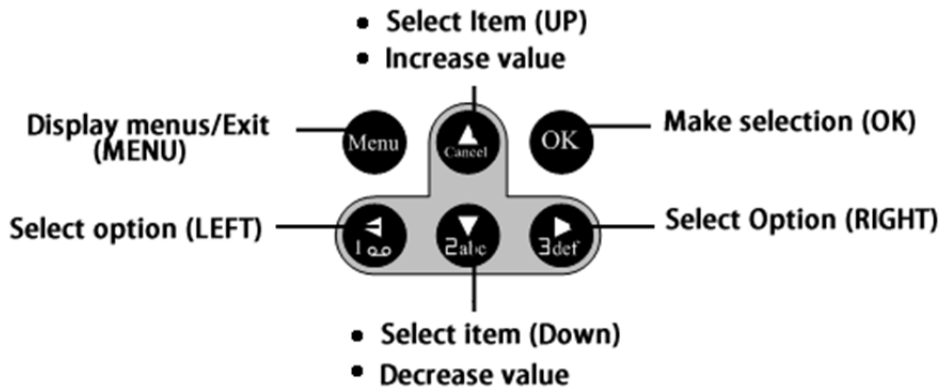 • Select Item (UP)
• Increase value
Display menus/Exit
(MENU)
Menu
Cancel
OK
Make selection (OK)
Select option (LEFT)
1
2abc
3def
Select Option (RIGHT)
• Select item (Down)
• Decrease value